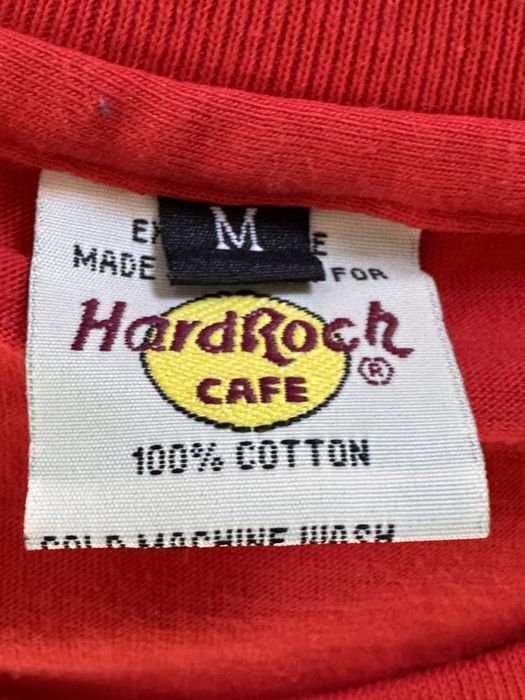 M
MADE FOR
HardRock
CAFE ®
100% COTTON
COLD MACHINE WASH